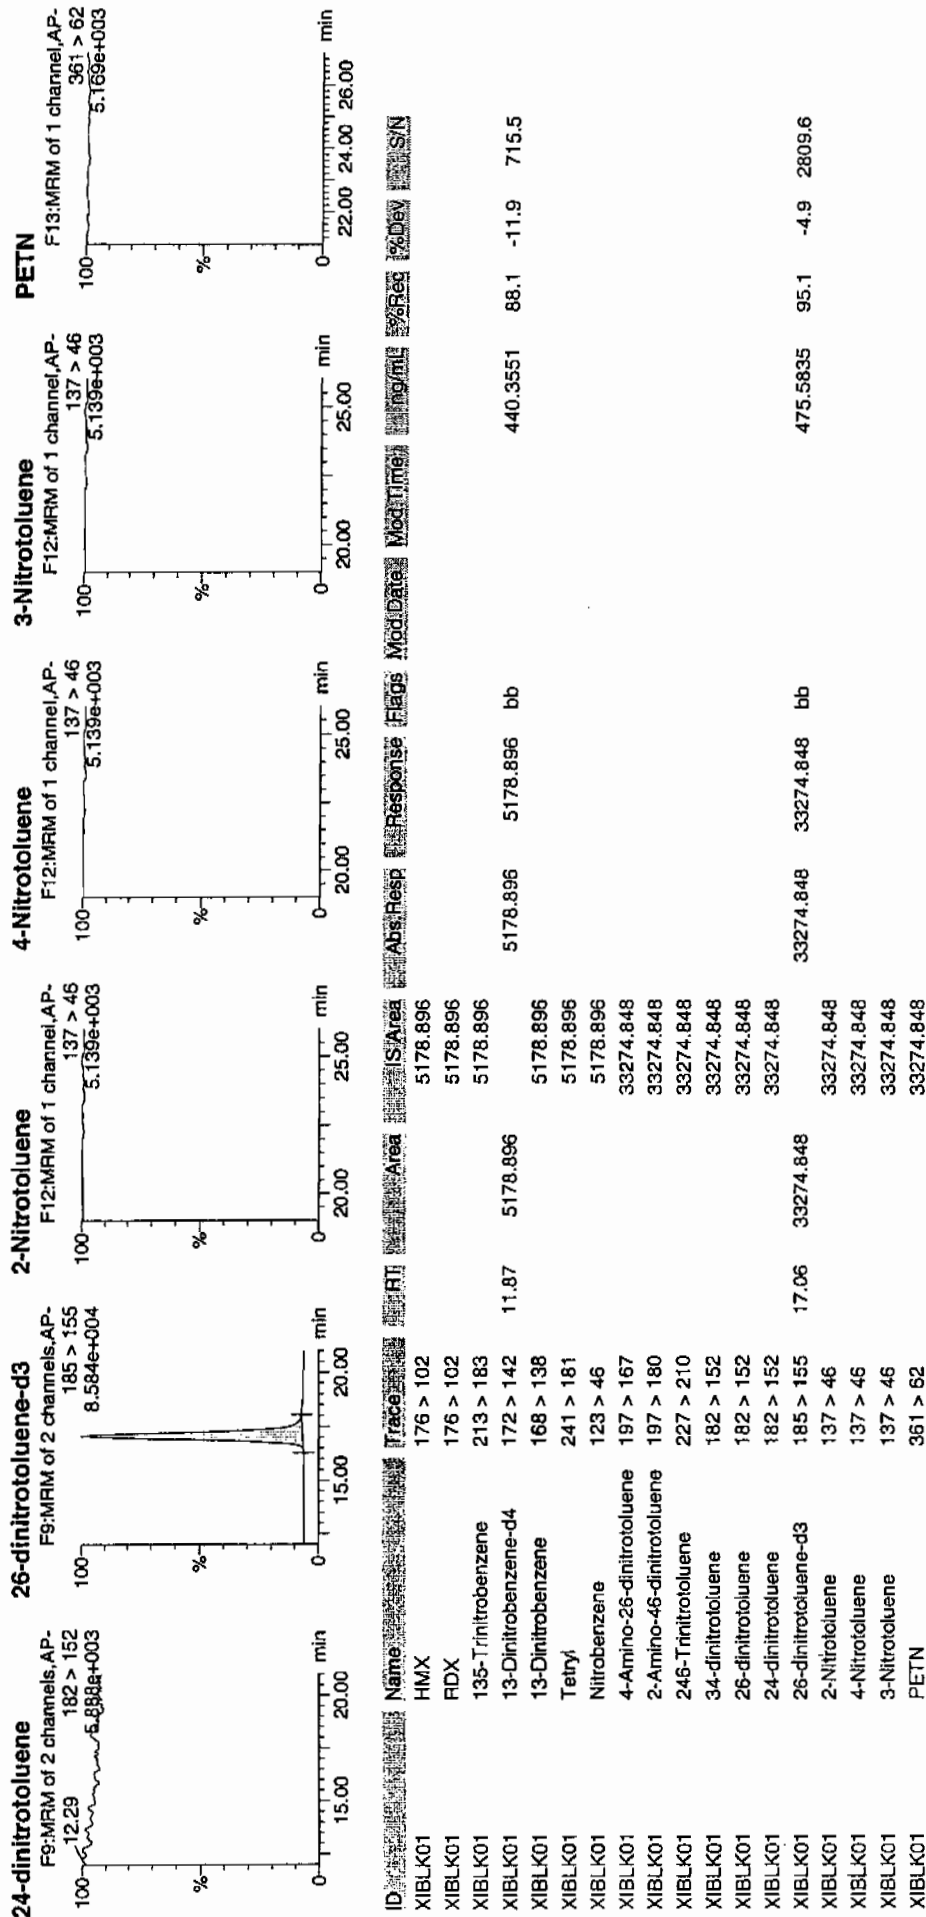 24-dinitrotoluene
F9:MRM of 2 channels,AP-
182 > 152
5.888e+003
12.29
100
%
0
15.00 20.00 min
26-dinitrotoluene-d3
F9:MRM of 2 channels,AP-
185 > 155
8.584e+004
100
%
0
15.00 20.00 min
2-Nitrotoluene
F12:MRM of 1 channel,AP-
137 > 46
5.139e+003
100
%
0
20.00 25.00 min
4-Nitrotoluene
F12:MRM of 1 channel,AP-
137 > 46
5.139e+003
100
%
0
20.00 25.00 min
3-Nitrotoluene
F12:MRM of 1 channel,AP-
137 > 46
5.139e+003
100
%
0
20.00 25.00 min
PETN
F13:MRM of 1 channel,AP-
361 > 62
5.169e+003
100
%
0
22.00 24.00 26.00 min
ID Name Trace RT Area IS Area Abs.Resp Response Flags Mod.Date Mod.Time ng/mL %Rec %Dev S/N
XIBLK01 HMX 176 > 102 5178.896
XIBLK01 RDX 176 > 102 5178.896
XIBLK01 135-Trinitrobenzene 213 > 183 5178.896
XIBLK01 13-Dinitrobenzene-d4 172 > 142 11.87 5178.896 5178.896 5178.896 bb 440.3551 88.1 -11.9 715.5
XIBLK01 13-Dinitrobenzene 168 > 138 5178.896
XIBLK01 Tetryl 241 > 181 5178.896
XIBLK01 Nitrobenzene 123 > 46 5178.896
XIBLK01 4-Amino-26-dinitrotoluene 197 > 167 33274.848
XIBLK01 2-Amino-46-dinitrotoluene 197 > 180 33274.848
XIBLK01 246-Trinitrotoluene 227 > 210 33274.848
XIBLK01 34-dinitrotoluene 182 > 152 33274.848
XIBLK01 26-dinitrotoluene 182 > 152 33274.848
XIBLK01 24-dinitrotoluene 182 > 152 33274.848
XIBLK01 26-dinitrotoluene-d3 185 > 155 17.06 33274.848 33274.848 33274.848 bb 475.5835 95.1 -4.9 2809.6
XIBLK01 2-Nitrotoluene 137 > 46 33274.848
XIBLK01 4-Nitrotoluene 137 > 46 33274.848
XIBLK01 3-Nitrotoluene 137 > 46 33274.848
XIBLK01 PETN 361 > 62 33274.848